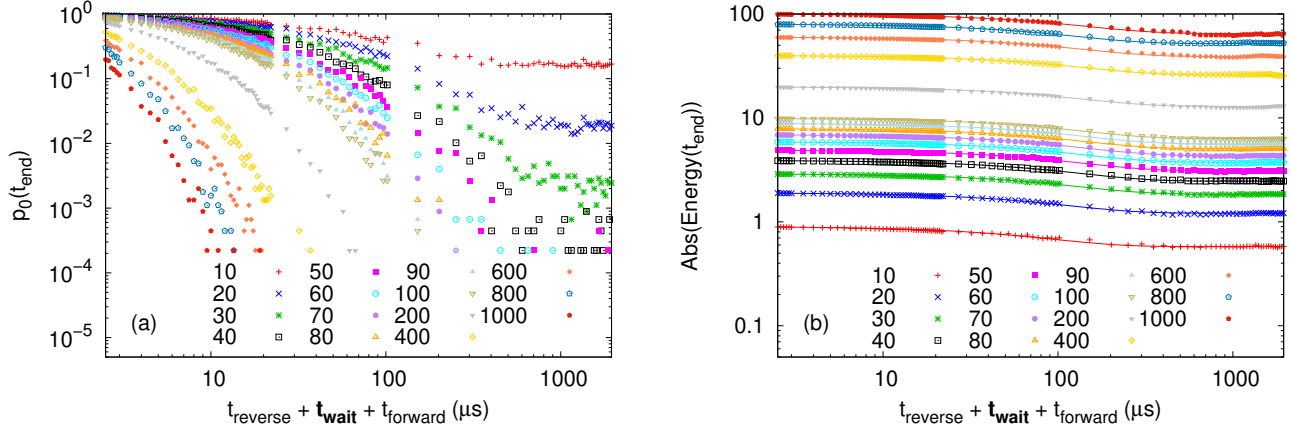 10⁰
10⁻¹
10⁻²
10⁻³
10⁻⁴
10⁻⁵
p₀(t_end)
10 50 90 600
20 60 100 800
30 70 200 1000
40 80 400
(a)
10 100 1000
t_reverse + t_wait + t_forward (μs)
100
10
1
0.1
Abs(Energy(t_end))
10 50 90 600
20 60 100 800
30 70 200 1000
40 80 400
(b)
10 100 1000
t_reverse + t_wait + t_forward (μs)